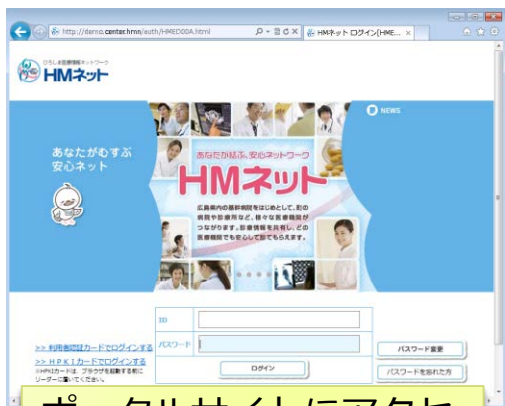 http://demo.center.hmn/auth/HMED00A.html
HMネット ログイン(HME...
ひろしま医療情報ネットワーク
HMネット
NEWS
あなたがむすぶ
安心ネット
あなたが結ぶ、安心ネットワーク
HMネット
広島県内の基幹病院をはじめとして、町の
病院や診療所など、様々な医療機関が
つながります。診療情報を共有し、どの
医療機関でも安心して診てもらえます。
ID
パスワード
>> 利用者認証カードでログインする
>> HPKIカードでログインする
※HPKIカードは、ブラウザを起動する前に
リーダーに置いてください。
ログイン
パスワード変更
パスワードを忘れた方
ポータルサイトにアクセ